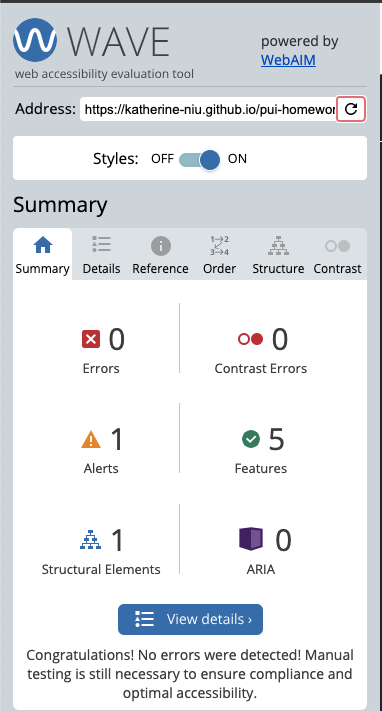 WAVE
web accessibility evaluation tool
powered by
WebAIM
Address: https://katherine-niu.github.io/pui-homewor
Styles: OFF ON
Summary
Summary Details Reference Order Structure Contrast
0 0
Errors Contrast Errors
1 5
Alerts Features
1 0
Structural Elements ARIA
View details ›
Congratulations! No errors were detected! Manual
testing is still necessary to ensure compliance and
optimal accessibility.